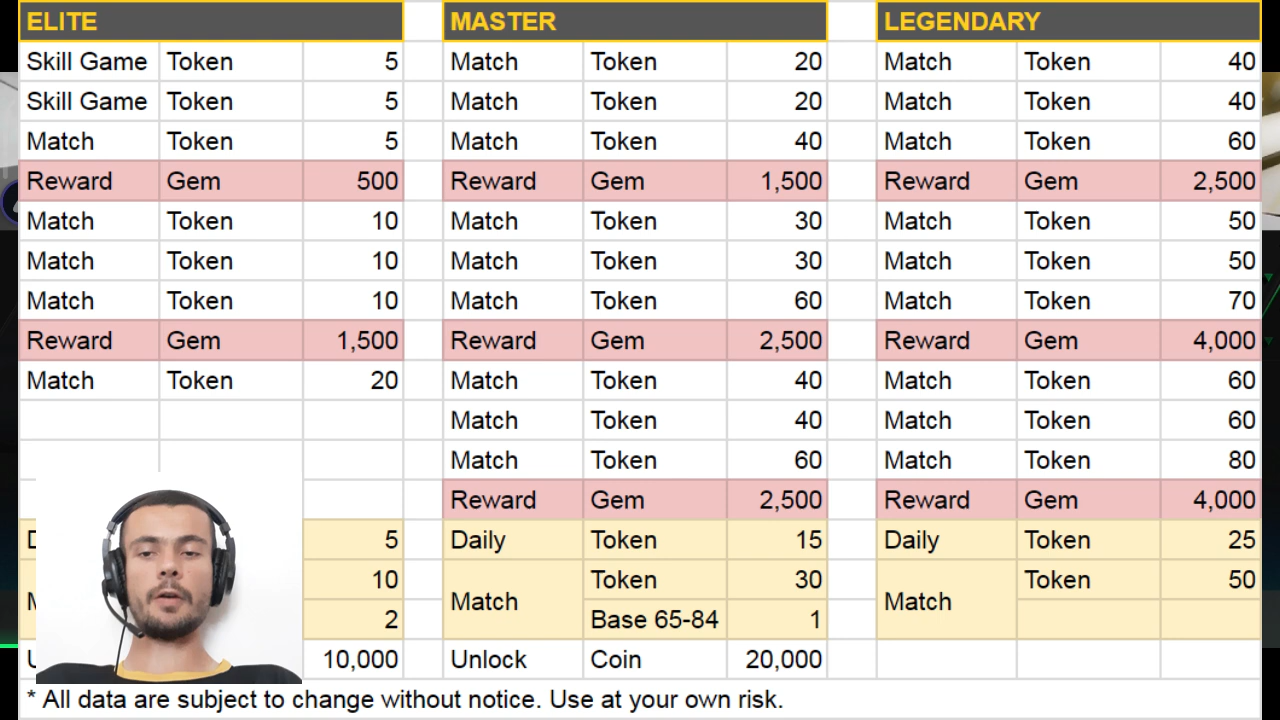 ELITE MASTER LEGENDARY
Skill Game Token 5 Match Token 20 Match Token 40
Skill Game Token 5 Match Token 20 Match Token 40
Match Token 5 Match Token 40 Match Token 60
Reward Gem 500 Reward Gem 1,500 Reward Gem 2,500
Match Token 10 Match Token 30 Match Token 50
Match Token 10 Match Token 30 Match Token 50
Match Token 10 Match Token 60 Match Token 70
Reward Gem 1,500 Reward Gem 2,500 Reward Gem 4,000
Match Token 20 Match Token 40 Match Token 60
Match Token 40 Match Token 60
Match Token 60 Match Token 80
Reward Gem 2,500 Reward Gem 4,000
5 Daily Token 15 Daily Token 25
10 Match Token 30 Match Token 50
2 Base 65-84 1
10,000 Unlock Coin 20,000
* All data are subject to change without notice. Use at your own risk.